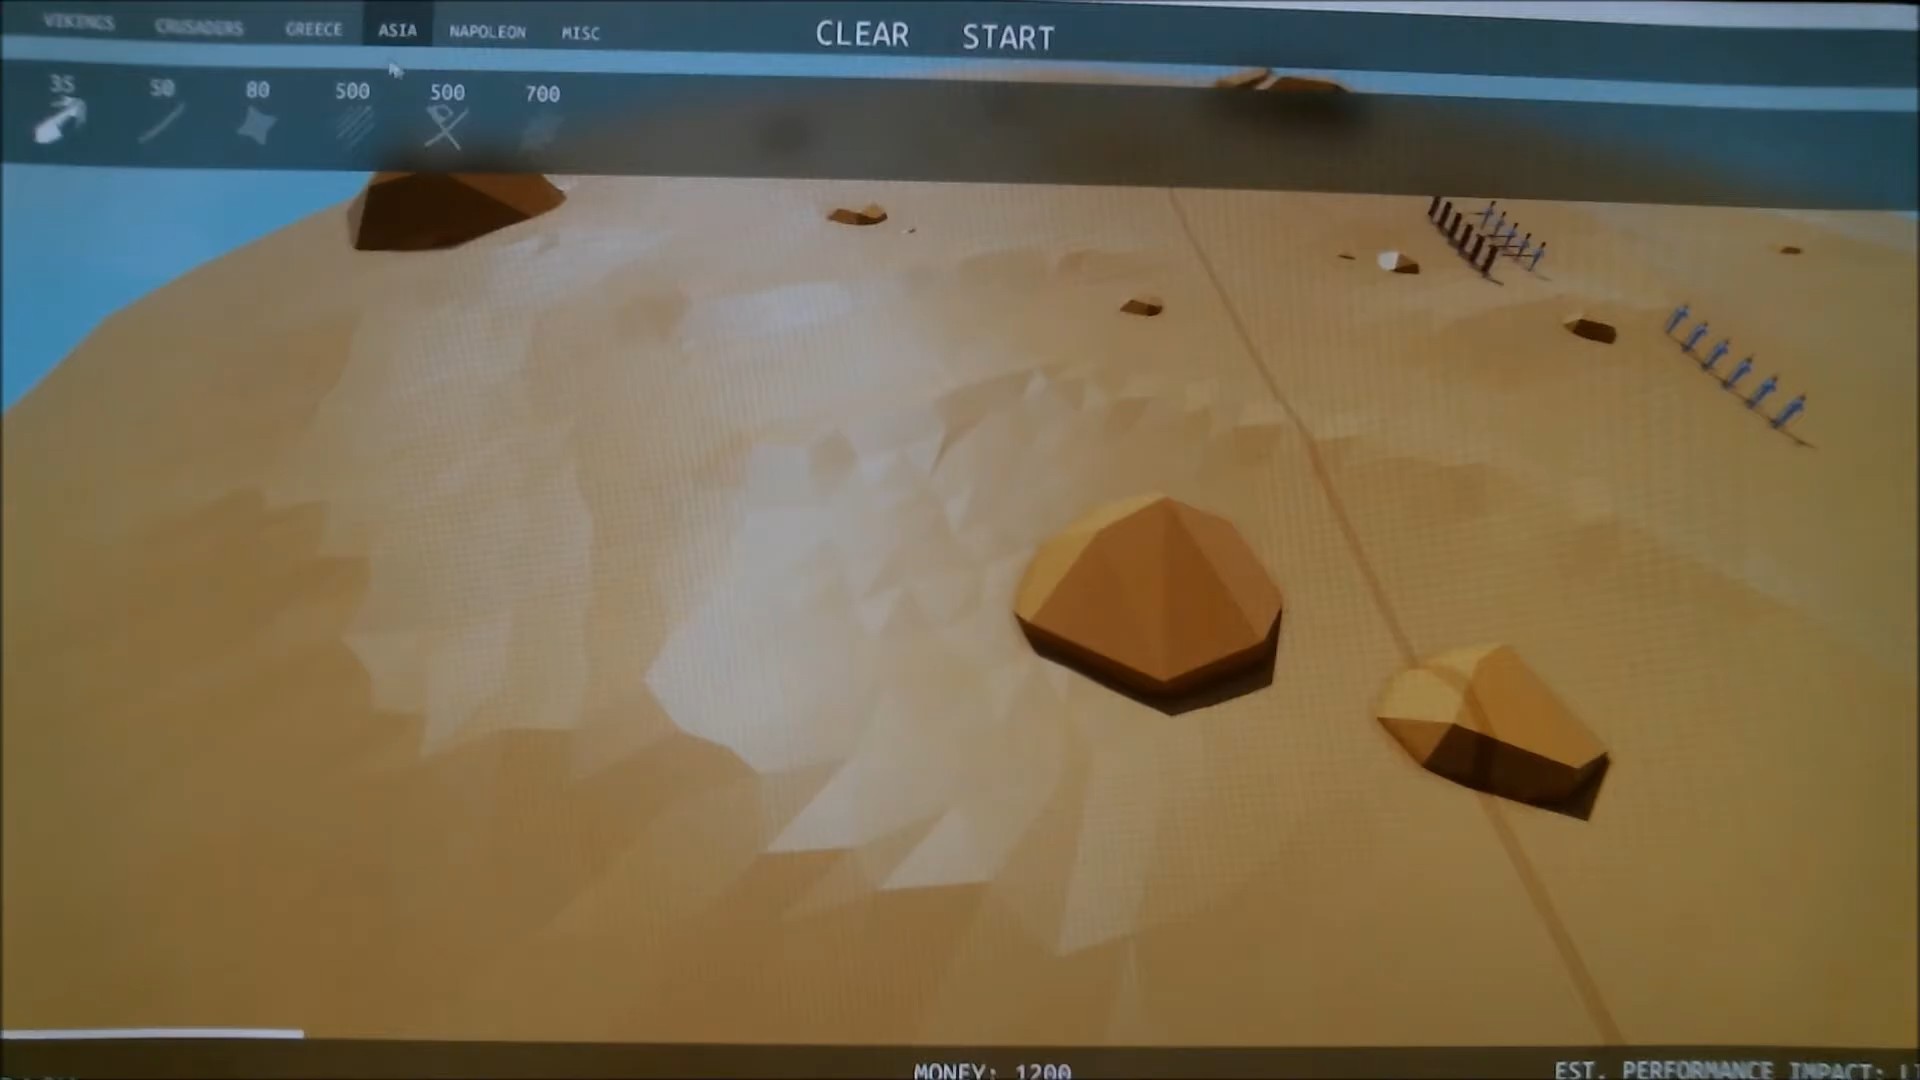 VIKINGS CRUSADERS GREECE ASIA NAPOLEON MISC CLEAR START
35 50 80 500 500 700
MONEY: 1200
EST. PERFORMANCE IMPACT: